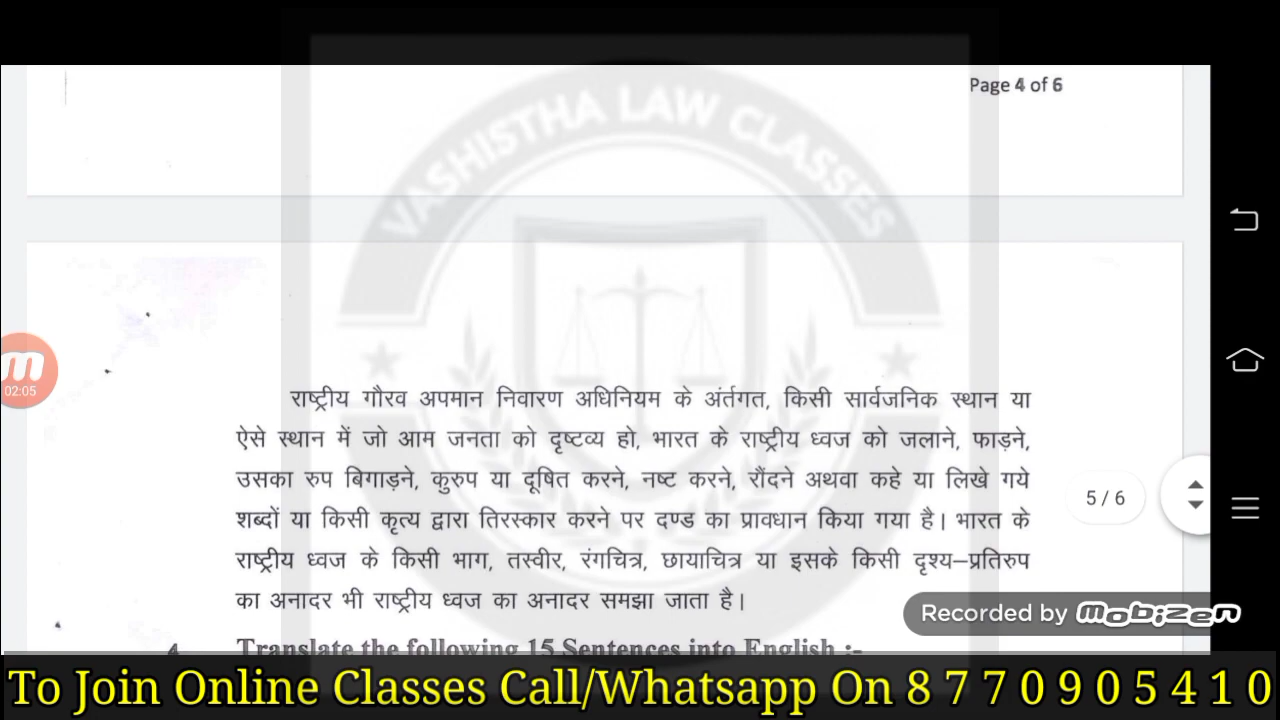 Page 4 of 6
VASHISTHA LAW CLASSES
02:05
राष्ट्रीय गौरव अपमान निवारण अधिनियम के अंर्तगत, किसी सार्वजनिक स्थान या
ऐसे स्थान में जो आम जनता को दृष्टव्य हो, भारत के राष्ट्रीय ध्वज को जलाने, फाड़ने,
उसका रुप बिगाड़ने, कुरुप या दूषित करने, नष्ट करने, रौंदने अथवा कहे या लिखे गये
5 / 6
शब्दों या किसी कृत्य द्वारा तिरस्कार करने पर दण्ड का प्रावधान किया गया है। भारत के
राष्ट्रीय ध्वज के किसी भाग, तस्वीर, रंगचित्र, छायाचित्र या इसके किसी दृश्य–प्रतिरुप
का अनादर भी राष्ट्रीय ध्वज का अनादर समझा जाता है।
Recorded by mobizen
4. Translate the following 15 Sentences into English :-
To Join Online Classes Call/Whatsapp On 8 7 7 0 9 0 5 4 1 0